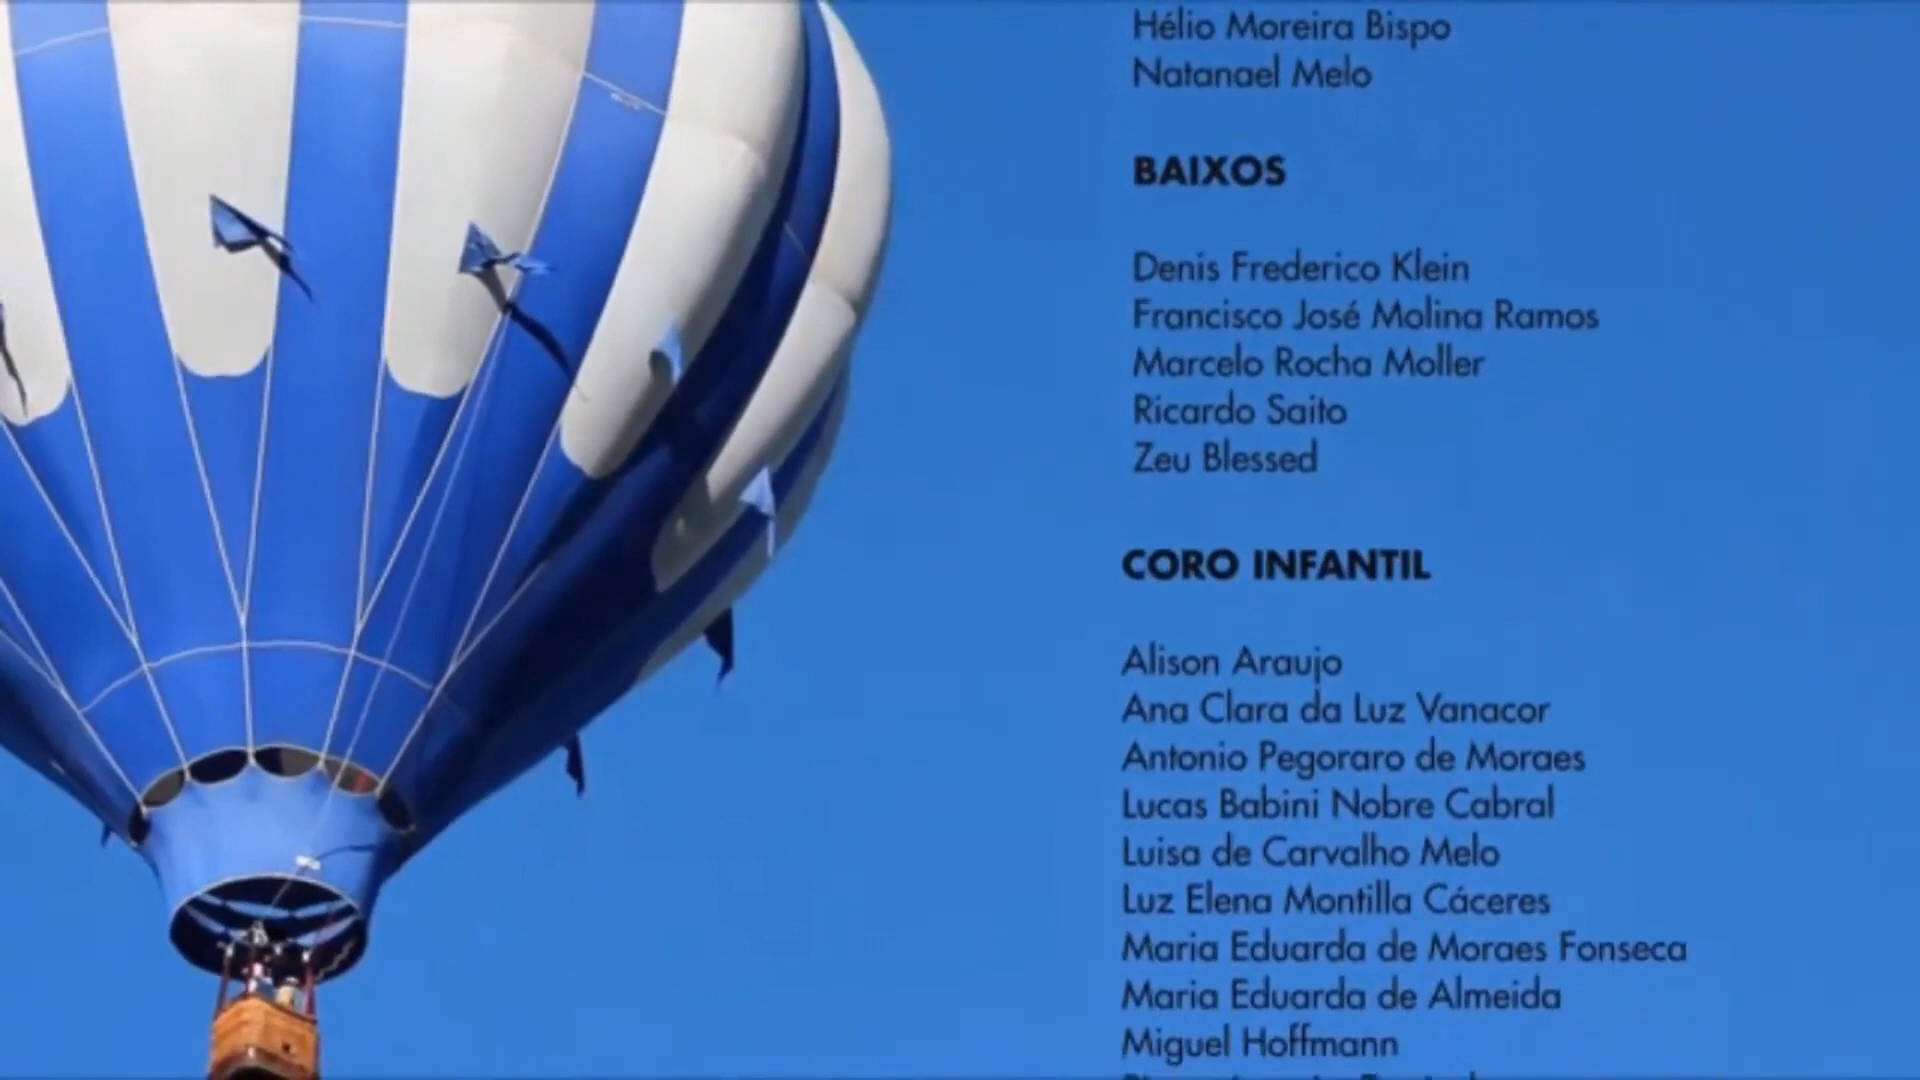 Hélio Moreira Bispo
Natanael Melo
BAIXOS
Denis Frederico Klein
Francisco José Molina Ramos
Marcelo Rocha Moller
Ricardo Saito
Zeu Blessed
CORO INFANTIL
Alison Araujo
Ana Clara da Luz Vanacor
Antonio Pegoraro de Moraes
Lucas Babini Nobre Cabral
Luisa de Carvalho Melo
Luz Elena Montilla Cáceres
Maria Eduarda de Moraes Fonseca
Maria Eduarda de Almeida
Miguel Hoffmann